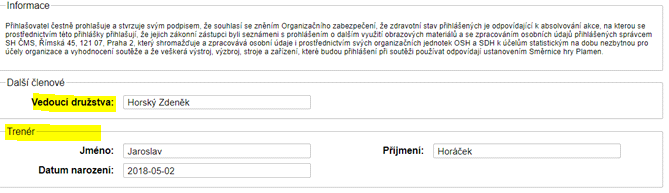 Informace
Přihlašovatel čestně prohlašuje a stvrzuje svým podpisem, že souhlasí se zněním Organizačního zabezpečení, že zdravotní stav přihlášených je odpovídající k absolvování akce, na kterou se
prostřednictvím této přihlášky přihlašují, že jejich zákonní zástupci byli seznámeni s prohlášením o dalším využití obrazových materiálů a se zpracováním osobních údajů přihlášených správcem
SH ČMS, Římská 45, 121 07, Praha 2, který shromažďuje a zpracovává osobní údaje i prostřednictvím svých organizačních jednotek OSH a SDH k účelům statistickým na dobu nezbytnou pro
účely organizace a vyhodnocení soutěže a že veškerá výstroj, výzbroj, stroje a zařízení, které budou přihlášení při soutěži používat odpovídají ustanovením Směrnice hry Plamen.
Další členové
Vedoucí družstva: Horský Zdeněk
Trenér
Jméno: Jaroslav Příjmení: Horáček
Datum narození: 2018-05-02